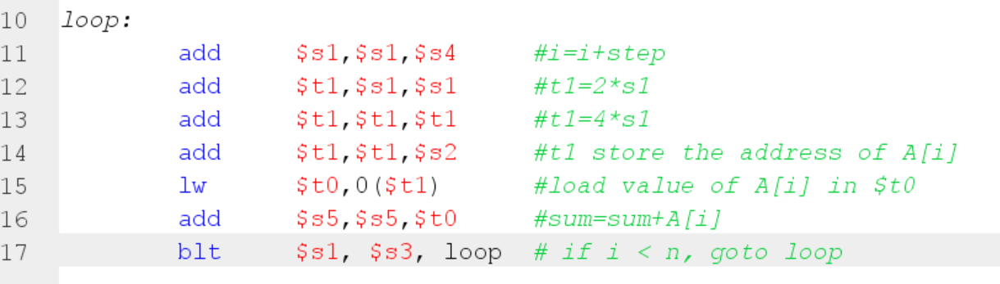 10 loop:
11 add $s1,$s1,$s4 #i=i+step
12 add $t1,$s1,$s1 #t1=2*s1
13 add $t1,$t1,$t1 #t1=4*s1
14 add $t1,$t1,$s2 #t1 store the address of A[i]
15 lw $t0,0($t1) #load value of A[i] in $t0
16 add $s5,$s5,$t0 #sum=sum+A[i]
17 blt $s1, $s3, loop # if i < n, goto loop